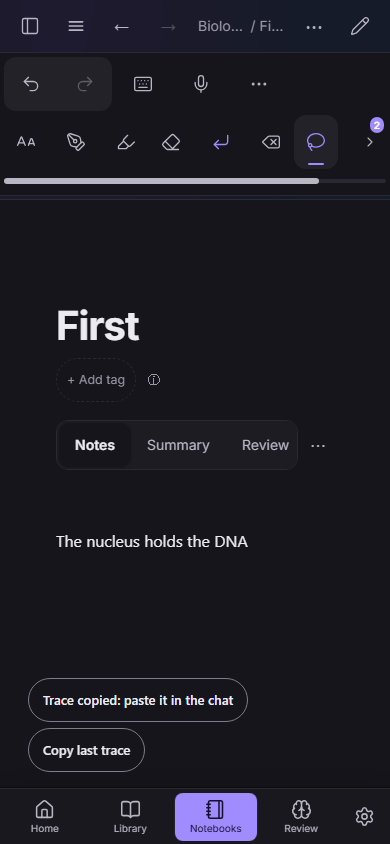 Biolo... / Fi...
AA
2
First
+ Add tag
Notes Summary Review
The nucleus holds the DNA
Trace copied: paste it in the chat
Copy last trace
Home Library Notebooks Review